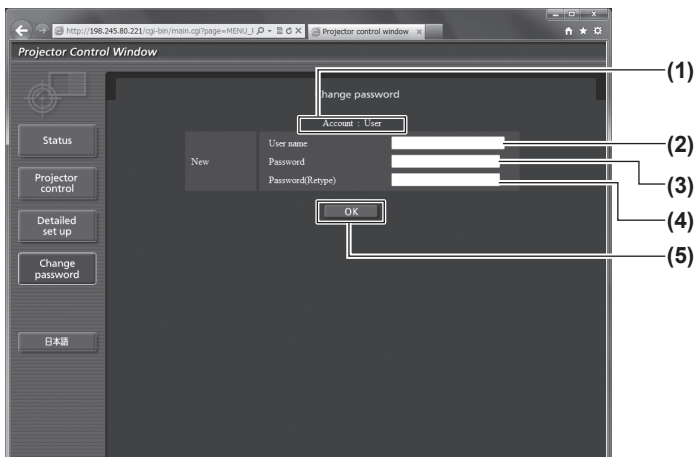 http://198.245.80.221/cgi-bin/main.cgi?page=MENU_
Projector control window
Projector Control Window
Change password
Account : User
Status
Projector control
Detailed set up
Change password
日本語
New
User name
Password
Password(Retype)
OK
(1)
(2)
(3)
(4)
(5)